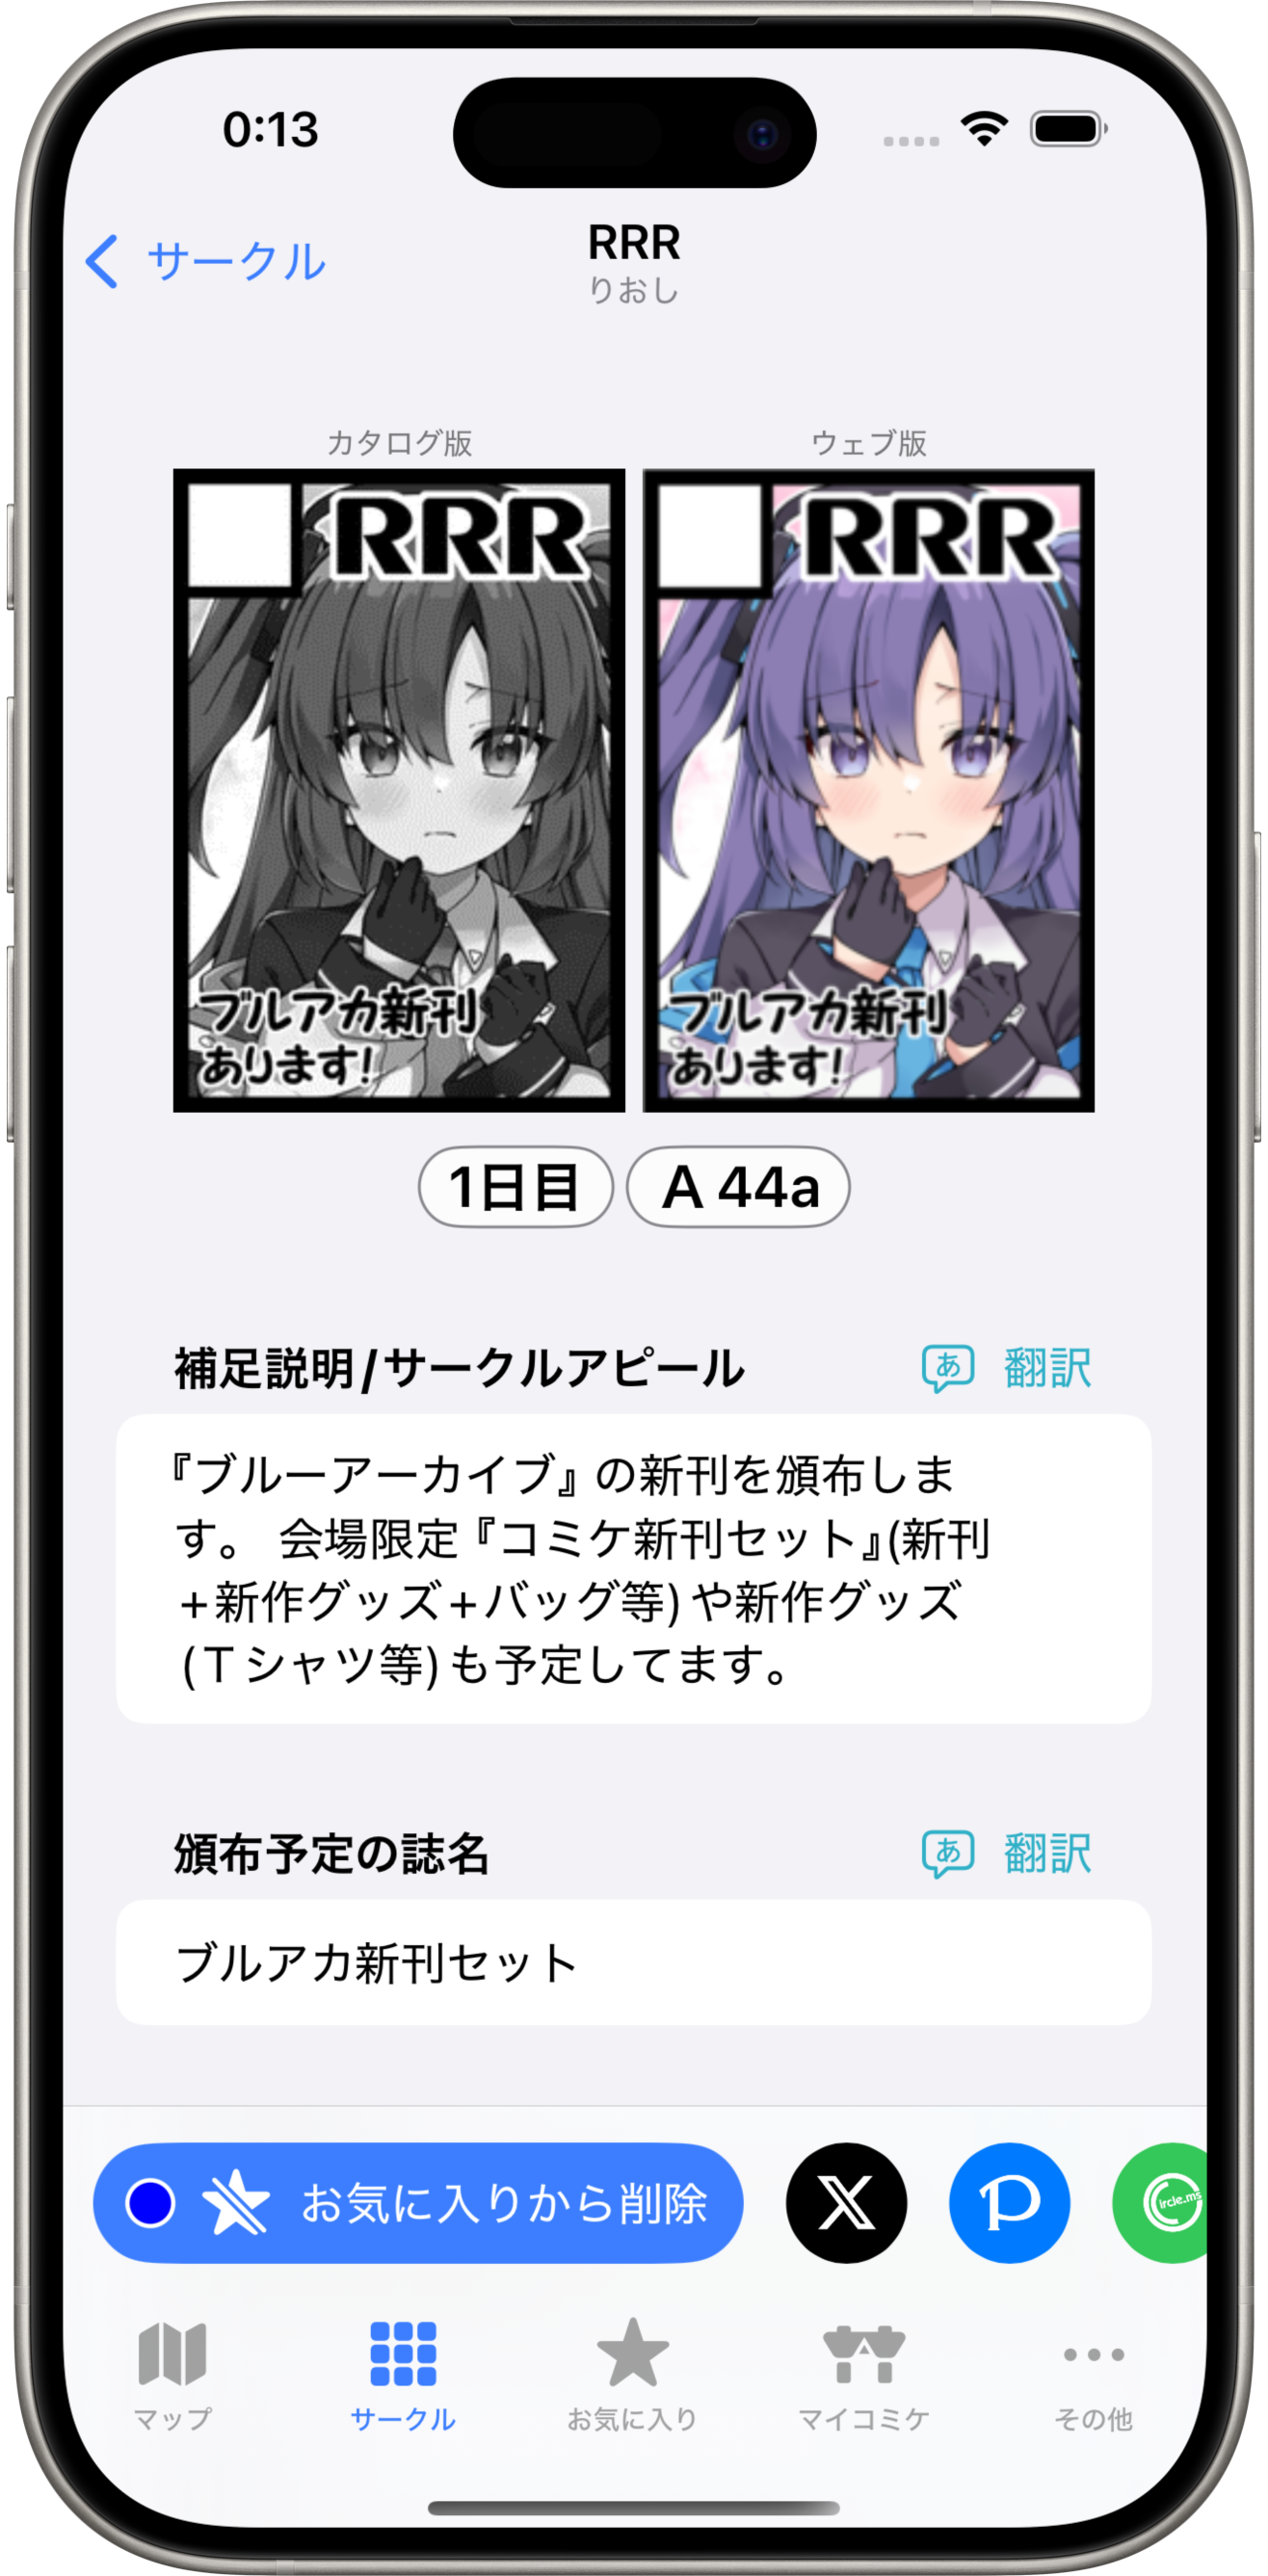 0:13
サークル
RRR
りおし
カタログ版
ウェブ版
RRR
ブルアカ新刊
あります!
RRR
ブルアカ新刊
あります!
1日目
A 44a
補足説明/サークルアピール
あ 翻訳
『ブルーアーカイブ』の新刊を頒布しま
す。 会場限定『コミケ新刊セット』(新刊
+新作グッズ+バッグ等)や新作グッズ
(Tシャツ等)も予定してます。
頒布予定の誌名
あ 翻訳
ブルアカ新刊セット
お気に入りから削除
X
P
ircle.ms
マップ
サークル
お気に入り
マイコミケ
その他